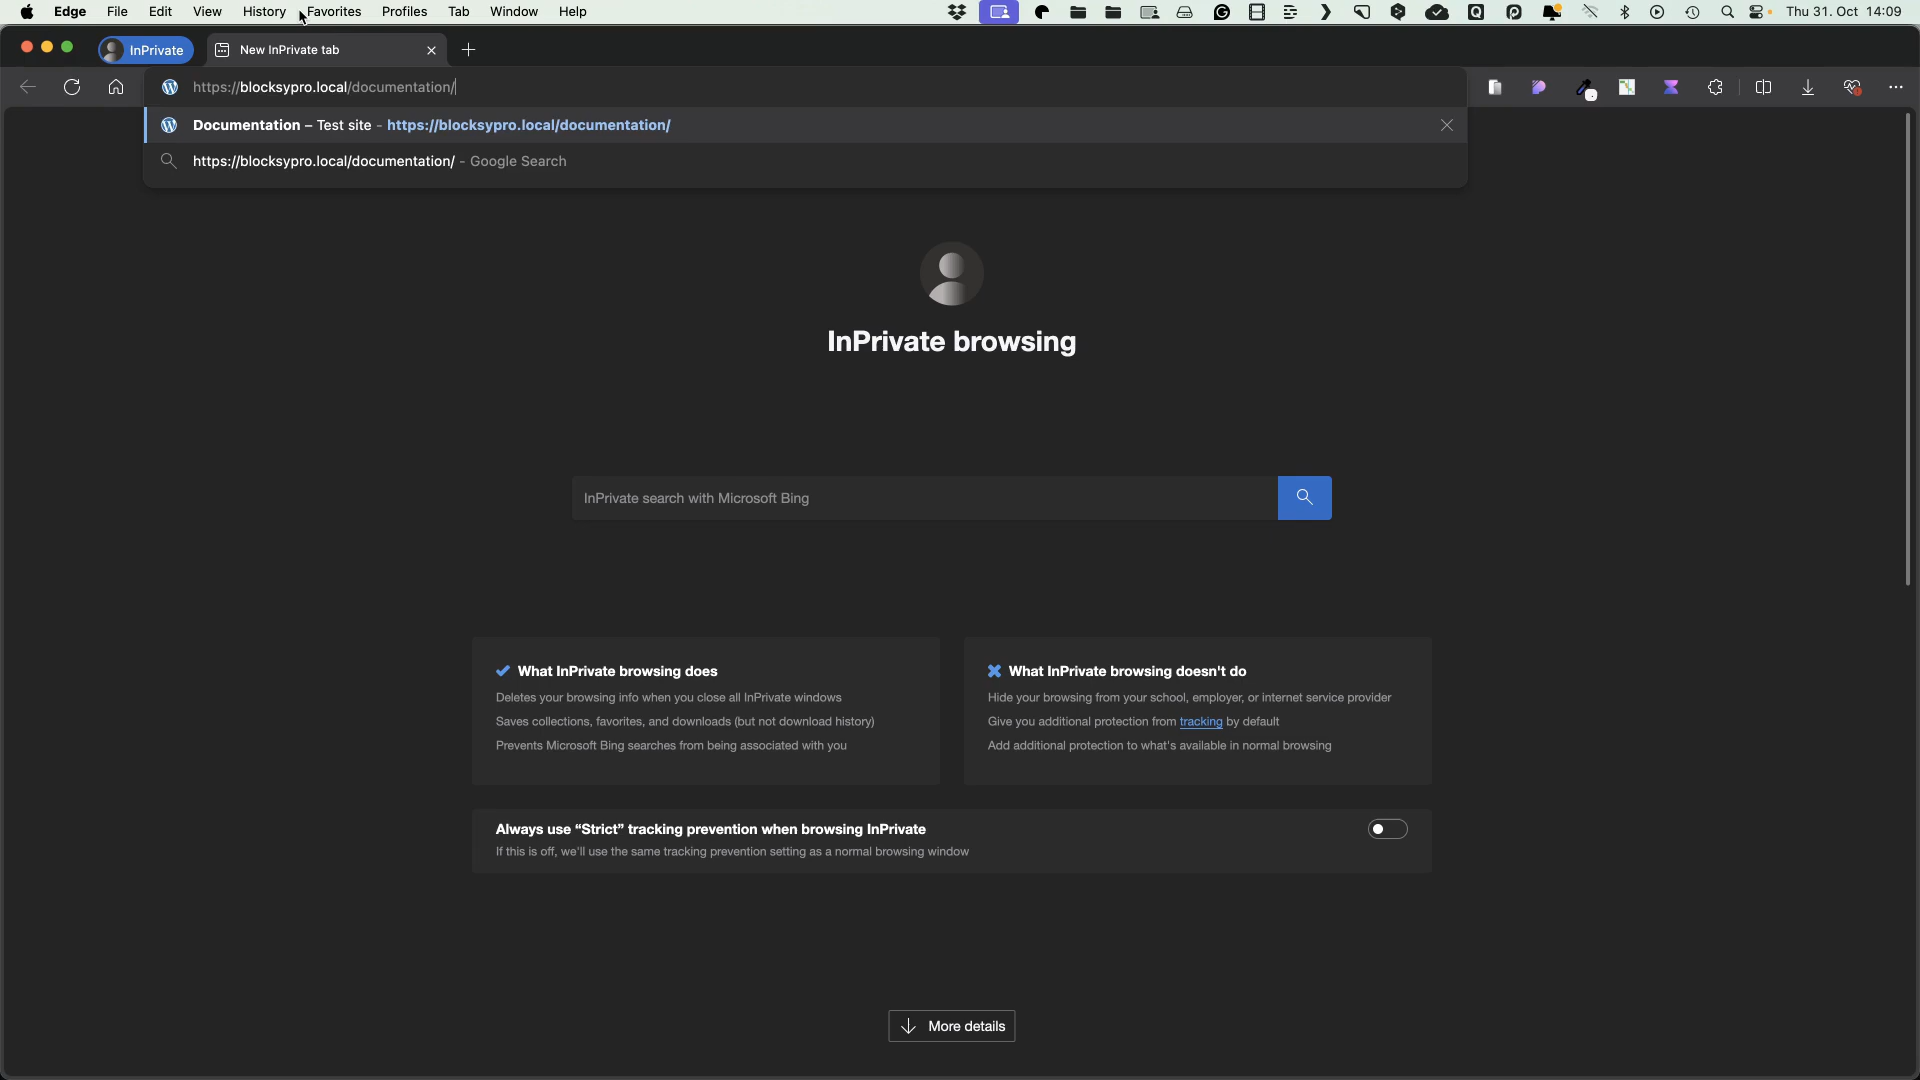 Edge File Edit View History Favorites Profiles Tab Window Help Thu 31. Oct 14:09
InPrivate New InPrivate tab
https://blocksypro.local/documentation/
Documentation – Test site - https://blocksypro.local/documentation/
https://blocksypro.local/documentation/ - Google Search
InPrivate browsing
InPrivate search with Microsoft Bing
What InPrivate browsing does
Deletes your browsing info when you close all InPrivate windows
Saves collections, favorites, and downloads (but not download history)
Prevents Microsoft Bing searches from being associated with you
What InPrivate browsing doesn't do
Hide your browsing from your school, employer, or internet service provider
Give you additional protection from tracking by default
Add additional protection to what's available in normal browsing
Always use “Strict” tracking prevention when browsing InPrivate
If this is off, we'll use the same tracking prevention setting as a normal browsing window
More details